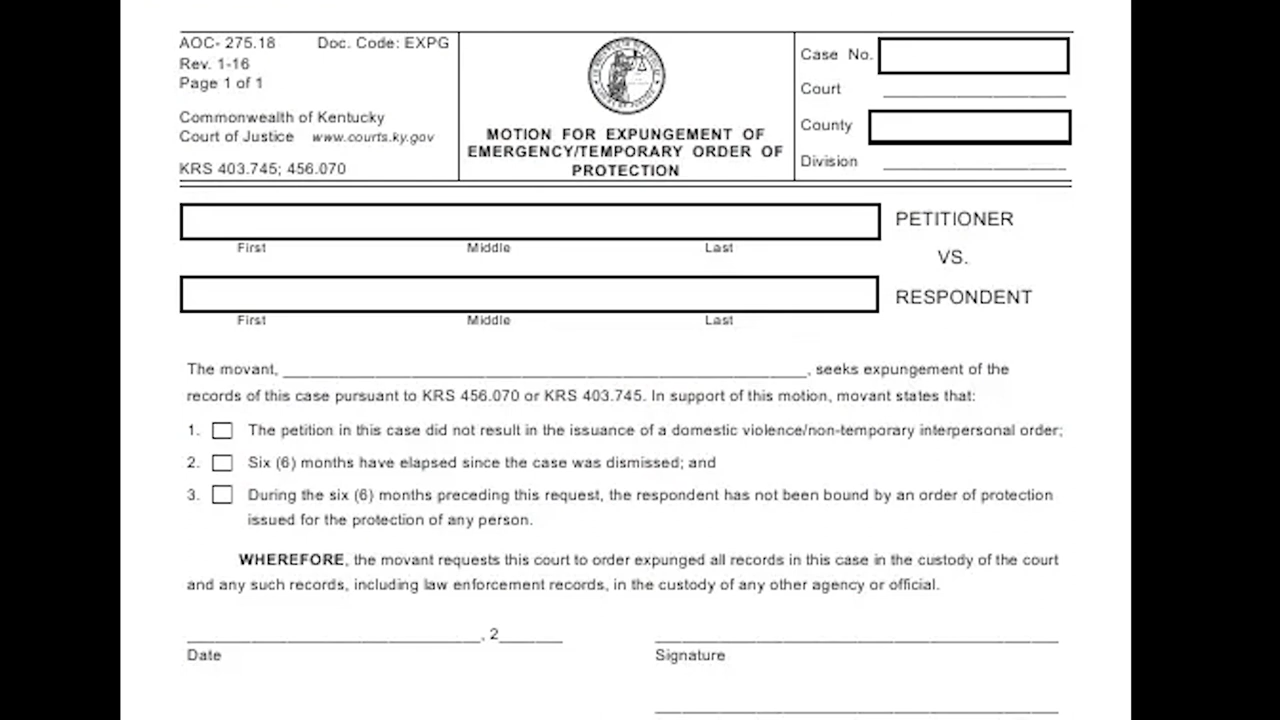 AOC- 275.18 Doc. Code: EXPG
Rev. 1-16
Page 1 of 1
Commonwealth of Kentucky
Court of Justice www.courts.ky.gov
KRS 403.745; 456.070
MOTION FOR EXPUNGEMENT OF
EMERGENCY/TEMPORARY ORDER OF
PROTECTION
Case No.
Court
County
Division
PETITIONER
First Middle Last
VS.
RESPONDENT
First Middle Last
The movant, ____________________, seeks expungement of the
records of this case pursuant to KRS 456.070 or KRS 403.745. In support of this motion, movant states that:
1. The petition in this case did not result in the issuance of a domestic violence/non-temporary interpersonal order;
2. Six (6) months have elapsed since the case was dismissed; and
3. During the six (6) months preceding this request, the respondent has not been bound by an order of protection
issued for the protection of any person.
WHEREFORE, the movant requests this court to order expunged all records in this case in the custody of the court
and any such records, including law enforcement records, in the custody of any other agency or official.
____________________, 2_______
Date Signature